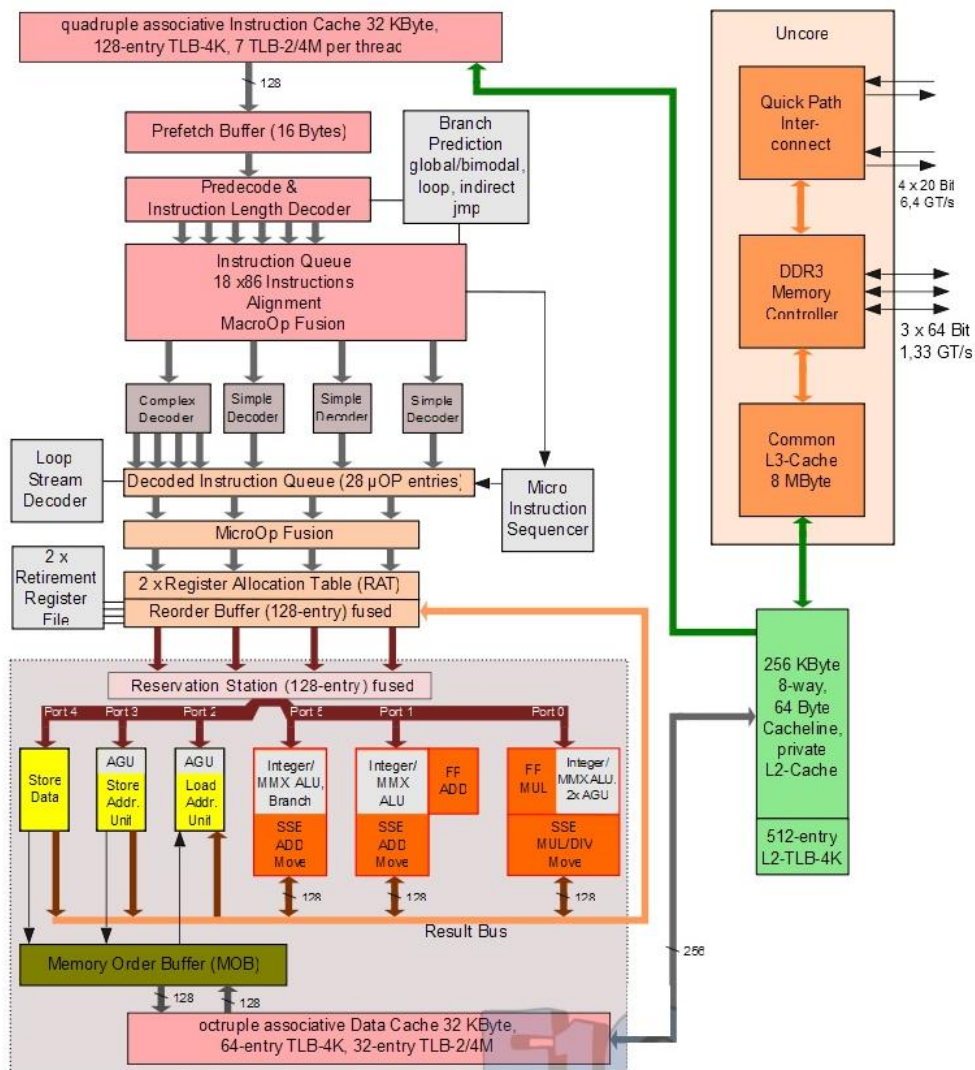 quadruple associative Instruction Cache 32 KByte,
128-entry TLB-4K, 7 TLB-2/4M per thread
128
Prefetch Buffer (16 Bytes)
Predecode &
Instruction Length Decoder
Branch
Prediction
global/bimodal,
loop, indirect
jmp
Instruction Queue
18 x86 Instructions
Alignment
MacroOp Fusion
Complex
Decoder
Simple
Decoder
Simple
Decoder
Simple
Decoder
Loop
Stream
Decoder
Decoded Instruction Queue (28 µOP entries)
Micro
Instruction
Sequencer
MicroOp Fusion
2 x
Retirement
Register
File
2 x Register Allocation Table (RAT)
Reorder Buffer (128-entry) fused
Reservation Station (128-entry) fused
Port 4
Port 3
Port 2
Port 5
Port 1
Port 0
Store
Data
AGU
Store
Addr.
Unit
AGU
Load
Addr.
Unit
Integer/
MMX ALU,
Branch
SSE
ADD
Move
Integer/
MMX
ALU
FP
ADD
SSE
ADD
Move
FP
MUL
Integer/
MMX ALU,
2x AGU
SSE
MUL/DIV
Move
128
128
128
Result Bus
Memory Order Buffer (MOB)
128
128
octruple associative Data Cache 32 KByte,
64-entry TLB-4K, 32-entry TLB-2/4M
256
Uncore
Quick Path
Inter-
connect
4 x 20 Bit
6,4 GT/s
DDR3
Memory
Controller
3 x 64 Bit
1,33 GT/s
Common
L3-Cache
8 MByte
256 KByte
8-way,
64 Byte
Cacheline,
private
L2-Cache
512-entry
L2-TLB-4K